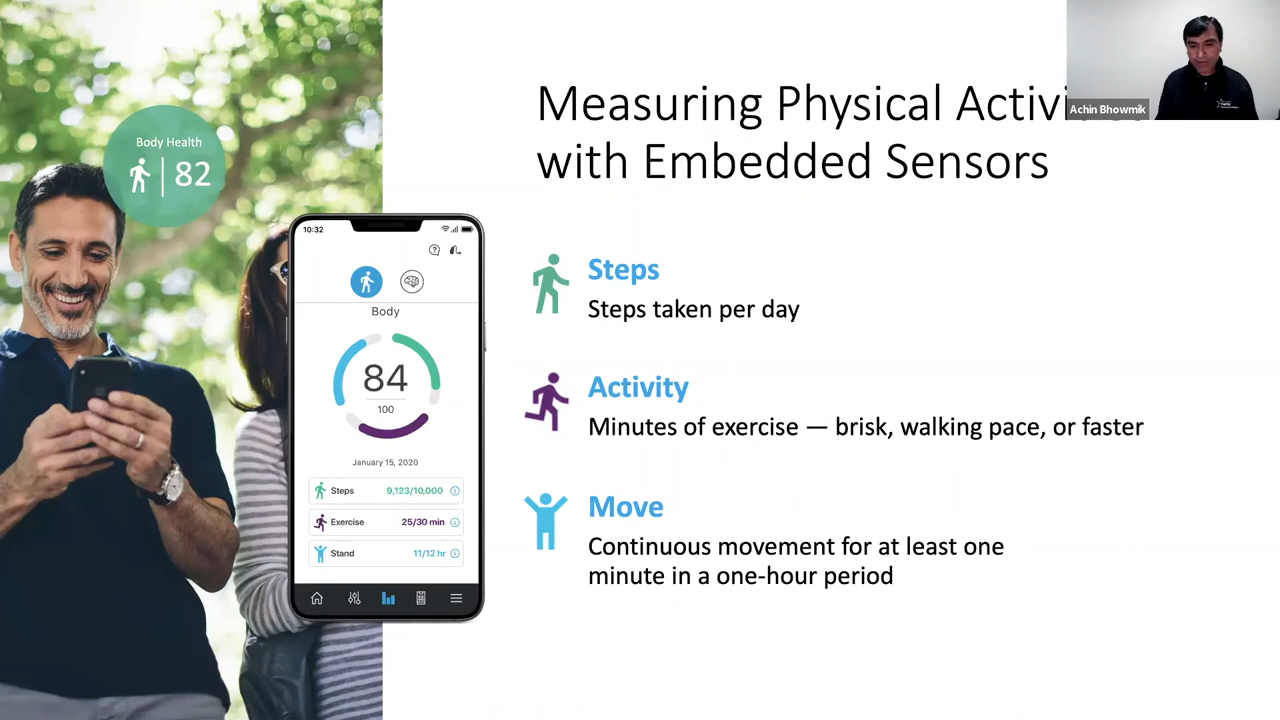 Measuring Physical Activi
with Embedded Sensors
Achin Bhowmik
Body Health
82
10:32
Body
84
100
January 15, 2020
Steps 9,123/10,000
Exercise 25/30 min
Stand 11/12 hr
Steps
Steps taken per day
Activity
Minutes of exercise — brisk, walking pace, or faster
Move
Continuous movement for at least one
minute in a one-hour period